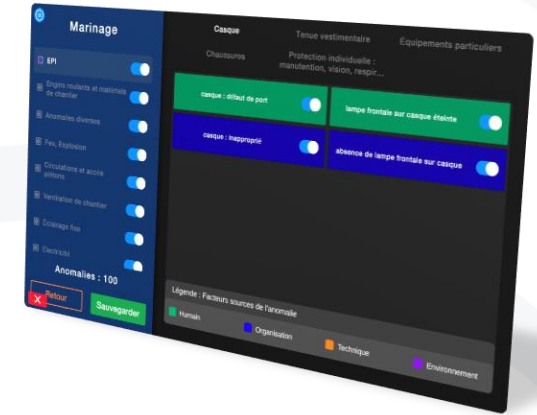 Marinage
EPI
Engins roulants et matériels
de chantier
Anomalies diverses
Feu, Explosion
Circulations et accès
piétons
Ventilation de chantier
Eclairage fixe
Electricité
Anomalies : 100
Retour
Sauvegarder
Casque
Tenue vestimentaire
Équipements particuliers
Chaussures
Protection individuelle :
manutention, vision, respir...
casque : défaut de port
lampe frontale sur casque éteinte
casque : inapproprié
absence de lampe frontale sur casque
Légende : Facteurs sources de l'anomalie
Humain
Organisation
Technique
Environnement